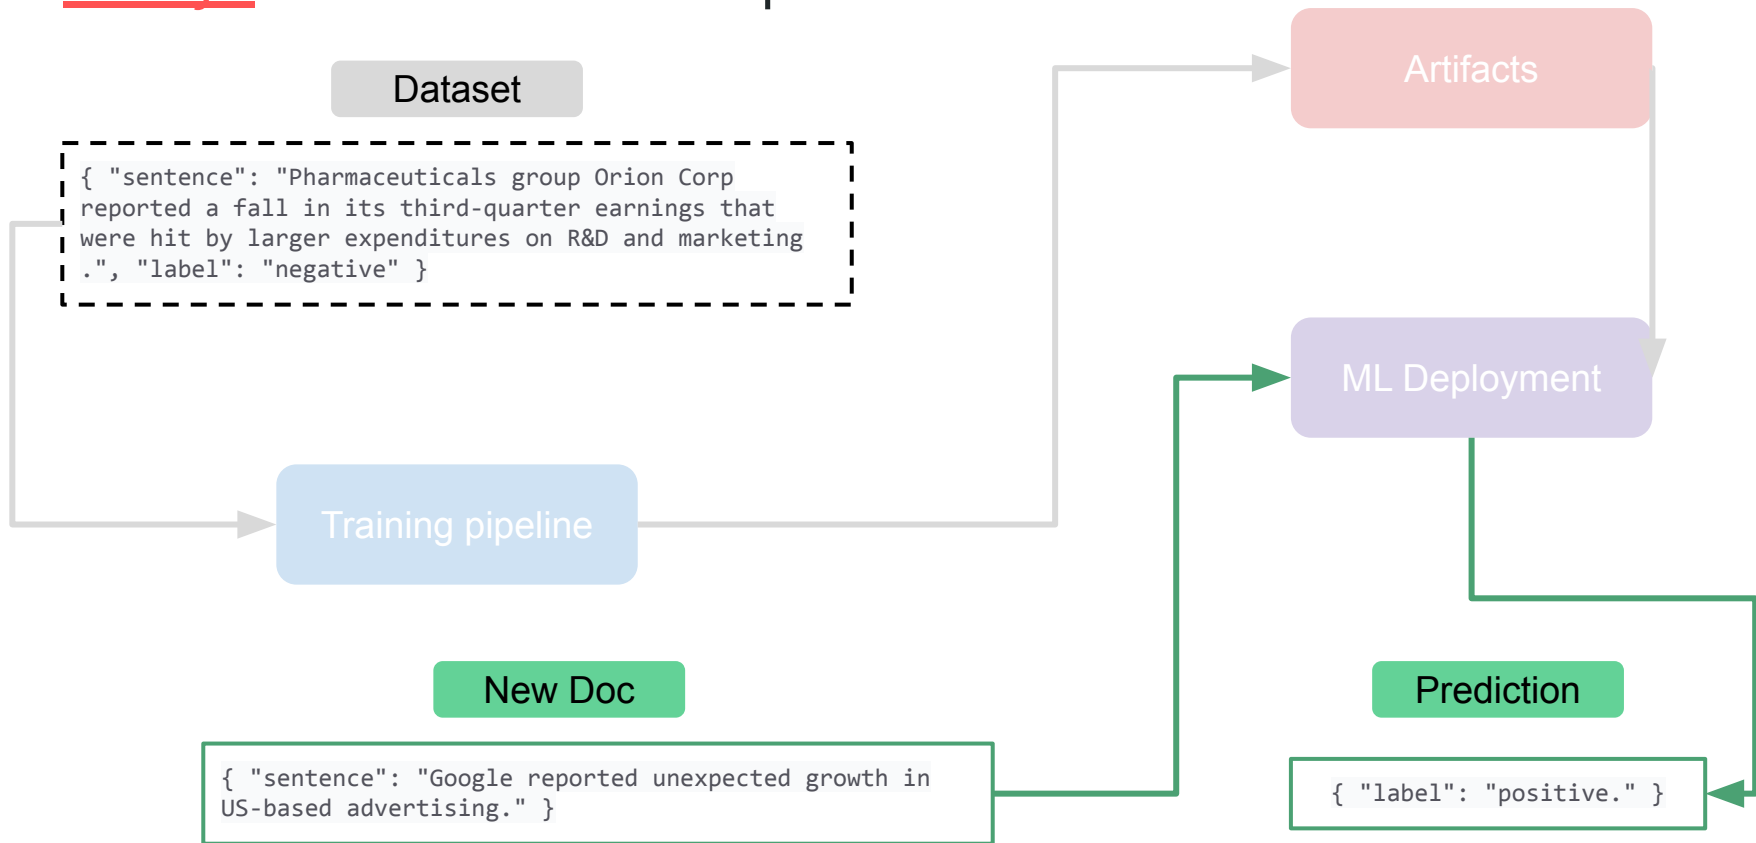 Dataset
Artifacts
{ "sentence": "Pharmaceuticals group Orion Corp
reported a fall in its third-quarter earnings that
were hit by larger expenditures on R&D and marketing
.", "label": "negative" }
ML Deployment
Training pipeline
New Doc
Prediction
{ "sentence": "Google reported unexpected growth in
US-based advertising." }
{ "label": "positive." }